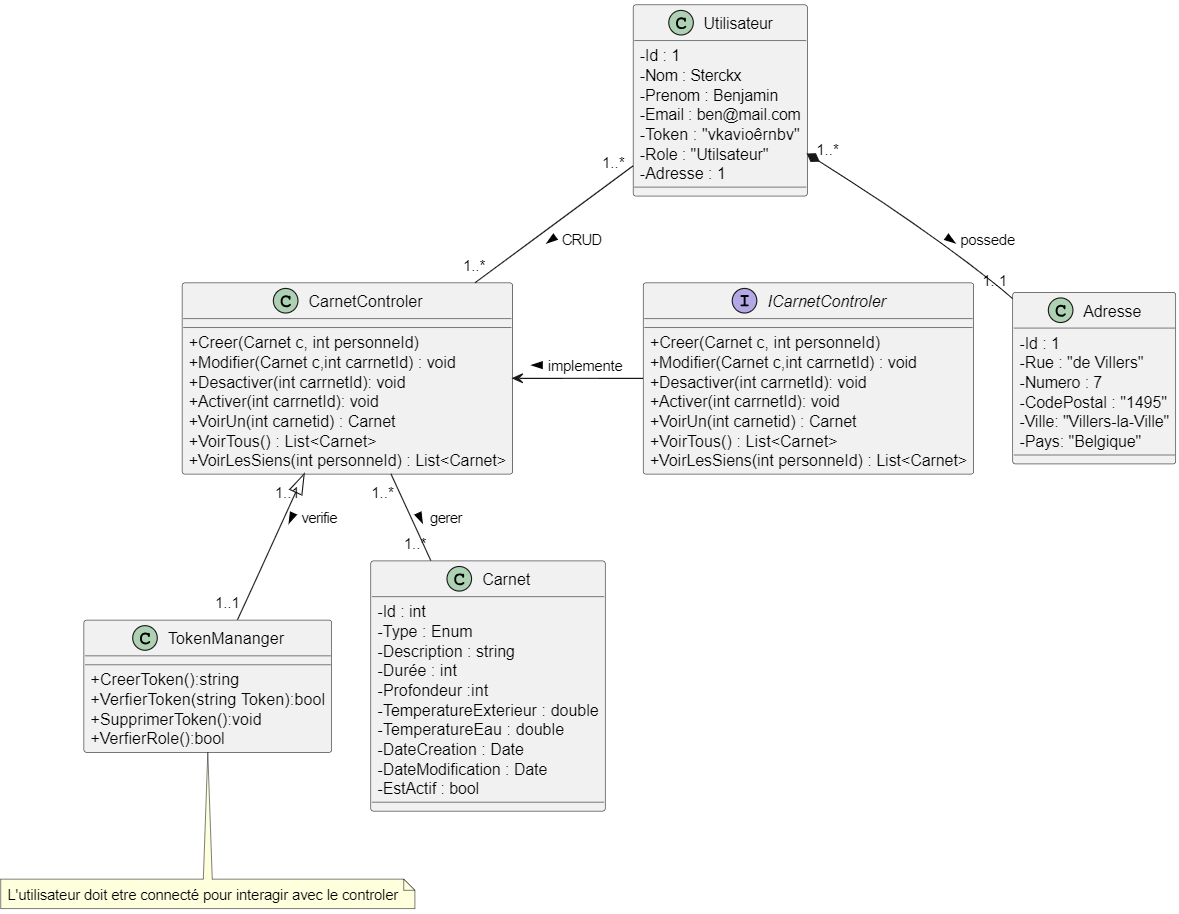 C Utilisateur
-Id : 1
-Nom : Sterckx
-Prenom : Benjamin
-Email : ben@mail.com
-Token : "vkavioêrnbv"
-Role : "Utilsateur"
-Adresse : 1
1..*
1..*
CRUD
possede
1..*
1..1
C CarnetControler
+Creer(Carnet c, int personneId)
+Modifier(Carnet c,int carrnetId) : void
+Desactiver(int carrnetId): void
+Activer(int carrnetId): void
+VoirUn(int carnetid) : Carnet
+VoirTous() : List<Carnet>
+VoirLesSiens(int personneId) : List<Carnet>
implemente
I ICarnetControler
+Creer(Carnet c, int personneId)
+Modifier(Carnet c,int carrnetId) : void
+Desactiver(int carrnetId): void
+Activer(int carrnetId): void
+VoirUn(int carnetid) : Carnet
+VoirTous() : List<Carnet>
+VoirLesSiens(int personneId) : List<Carnet>
C Adresse
-Id : 1
-Rue : "de Villers"
-Numero : 7
-CodePostal : "1495"
-Ville: "Villers-la-Ville"
-Pays: "Belgique"
1..1
1..*
verifie
gerer
1..*
1..1
C TokenMananger
+CreerToken():string
+VerfierToken(string Token):bool
+SupprimerToken():void
+VerfierRole():bool
C Carnet
-Id : int
-Type : Enum
-Description : string
-Durée : int
-Profondeur :int
-TemperatureExterieur : double
-TemperatureEau : double
-DateCreation : Date
-DateModification : Date
-EstActif : bool
L'utilisateur doit etre connecté pour interagir avec le controler